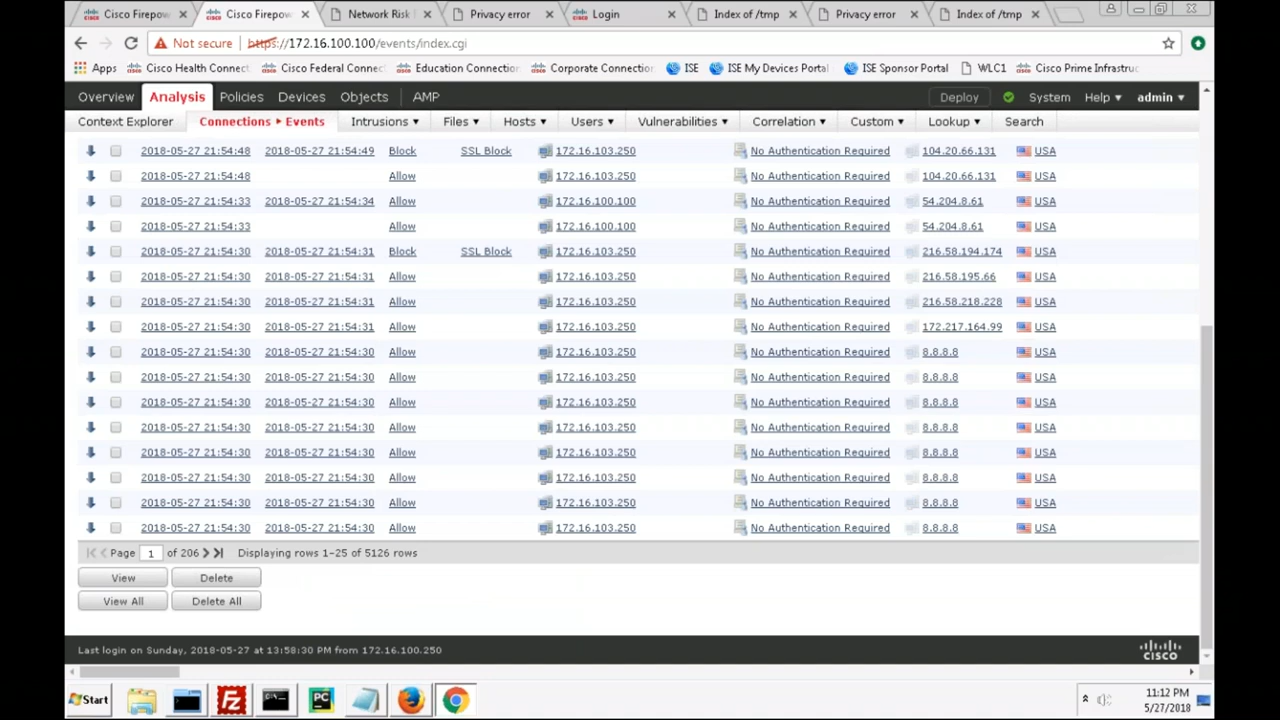 Cisco Firepow Cisco Firepow Network Risk Privacy error Login Index of /tmp Privacy error Index of /tmp
Not secure https://172.16.100.100/events/index.cgi
Apps Cisco Health Connect Cisco Federal Connec Education Connection Corporate Connection ISE ISE My Devices Portal ISE Sponsor Portal WLC1 Cisco Prime Infrastruc
Overview Analysis Policies Devices Objects AMP Deploy System Help admin
Context Explorer Connections Events Intrusions Files Hosts Users Vulnerabilities Correlation Custom Lookup Search
2018-05-27 21:54:48 2018-05-27 21:54:49 Block SSL Block 172.16.103.250 No Authentication Required 104.20.66.131 USA
2018-05-27 21:54:48 Allow 172.16.103.250 No Authentication Required 104.20.66.131 USA
2018-05-27 21:54:33 2018-05-27 21:54:34 Allow 172.16.100.100 No Authentication Required 54.204.8.61 USA
2018-05-27 21:54:33 Allow 172.16.100.100 No Authentication Required 54.204.8.61 USA
2018-05-27 21:54:30 2018-05-27 21:54:31 Block SSL Block 172.16.103.250 No Authentication Required 216.58.194.174 USA
2018-05-27 21:54:30 2018-05-27 21:54:31 Allow 172.16.103.250 No Authentication Required 216.58.195.66 USA
2018-05-27 21:54:30 2018-05-27 21:54:31 Allow 172.16.103.250 No Authentication Required 216.58.218.228 USA
2018-05-27 21:54:30 2018-05-27 21:54:31 Allow 172.16.103.250 No Authentication Required 172.217.164.99 USA
2018-05-27 21:54:30 2018-05-27 21:54:30 Allow 172.16.103.250 No Authentication Required 8.8.8.8 USA
2018-05-27 21:54:30 2018-05-27 21:54:30 Allow 172.16.103.250 No Authentication Required 8.8.8.8 USA
2018-05-27 21:54:30 2018-05-27 21:54:30 Allow 172.16.103.250 No Authentication Required 8.8.8.8 USA
2018-05-27 21:54:30 2018-05-27 21:54:30 Allow 172.16.103.250 No Authentication Required 8.8.8.8 USA
2018-05-27 21:54:30 2018-05-27 21:54:30 Allow 172.16.103.250 No Authentication Required 8.8.8.8 USA
2018-05-27 21:54:30 2018-05-27 21:54:30 Allow 172.16.103.250 No Authentication Required 8.8.8.8 USA
2018-05-27 21:54:30 2018-05-27 21:54:30 Allow 172.16.103.250 No Authentication Required 8.8.8.8 USA
2018-05-27 21:54:30 2018-05-27 21:54:30 Allow 172.16.103.250 No Authentication Required 8.8.8.8 USA
Page 1 of 206 Displaying rows 1-25 of 5126 rows
View Delete
View All Delete All
Last login on Sunday, 2018-05-27 at 13:58:30 PM from 172.16.100.250 CISCO
Start FZ PC 11:12 PM
5/27/2018